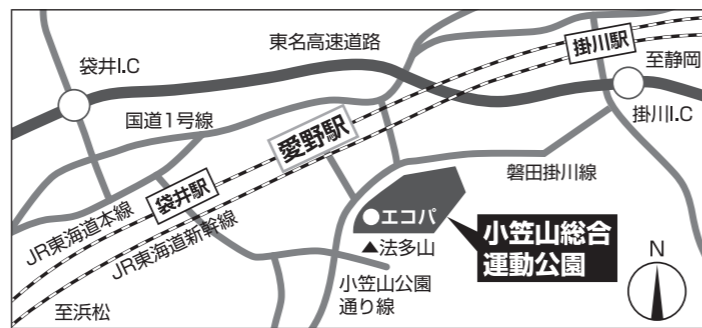 東名高速道路
掛川駅
至静岡
袋井I.C
掛川I.C
国道1号線
愛野駅
磐田掛川線
袋井駅
エコパ
JR東海道本線
JR東海道新幹線
▲法多山
小笠山総合
運動公園
小笠山公園
通り線
至浜松
N